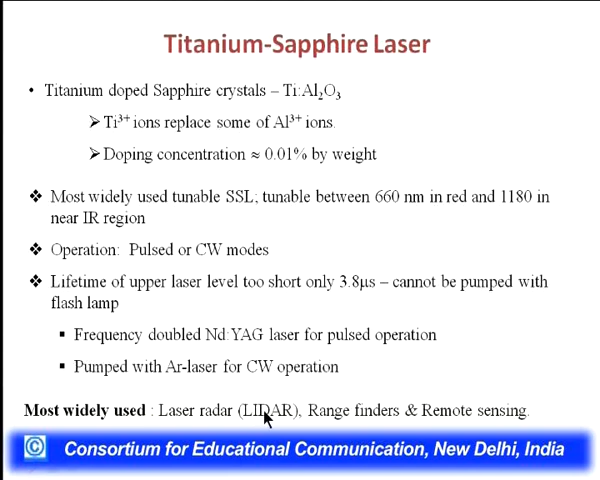 Titanium-Sapphire Laser
• Titanium doped Sapphire crystals – Ti:Al₂O₃
➤ Ti³⁺ ions replace some of Al³⁺ ions.
➤ Doping concentration ≈ 0.01% by weight
❖ Most widely used tunable SSL; tunable between 660 nm in red and 1180 in
near IR region
❖ Operation: Pulsed or CW modes
❖ Lifetime of upper laser level too short only 3.8μs – cannot be pumped with
flash lamp
▪ Frequency doubled Nd:YAG laser for pulsed operation
▪ Pumped with Ar-laser for CW operation
Most widely used : Laser radar (LIDAR), Range finders & Remote sensing.
© Consortium for Educational Communication, New Delhi, India